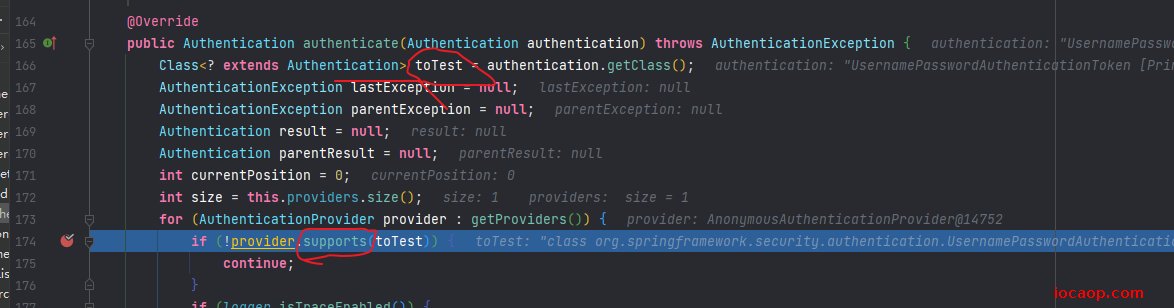 164 @Override
165 public Authentication authenticate(Authentication authentication) throws AuthenticationException { authentication: "UsernamePassw
166 Class<? extends Authentication> toTest = authentication.getClass(); authentication: "UsernamePasswordAuthenticationToken [Prin
167 AuthenticationException lastException = null; lastException: null
168 AuthenticationException parentException = null; parentException: null
169 Authentication result = null; result: null
170 Authentication parentResult = null; parentResult: null
171 int currentPosition = 0; currentPosition: 0
172 int size = this.providers.size(); size: 1 providers: size = 1
173 for (AuthenticationProvider provider : getProviders()) { provider: AnonymousAuthenticationProvider@14752
174 if (!provider.supports(toTest)) { toTest: "class org.springframework.security.authentication.UsernamePasswordAuthenticatio
175 continue;
176 }
177 if (logger.isTraceEnabled()) {
locaop.com